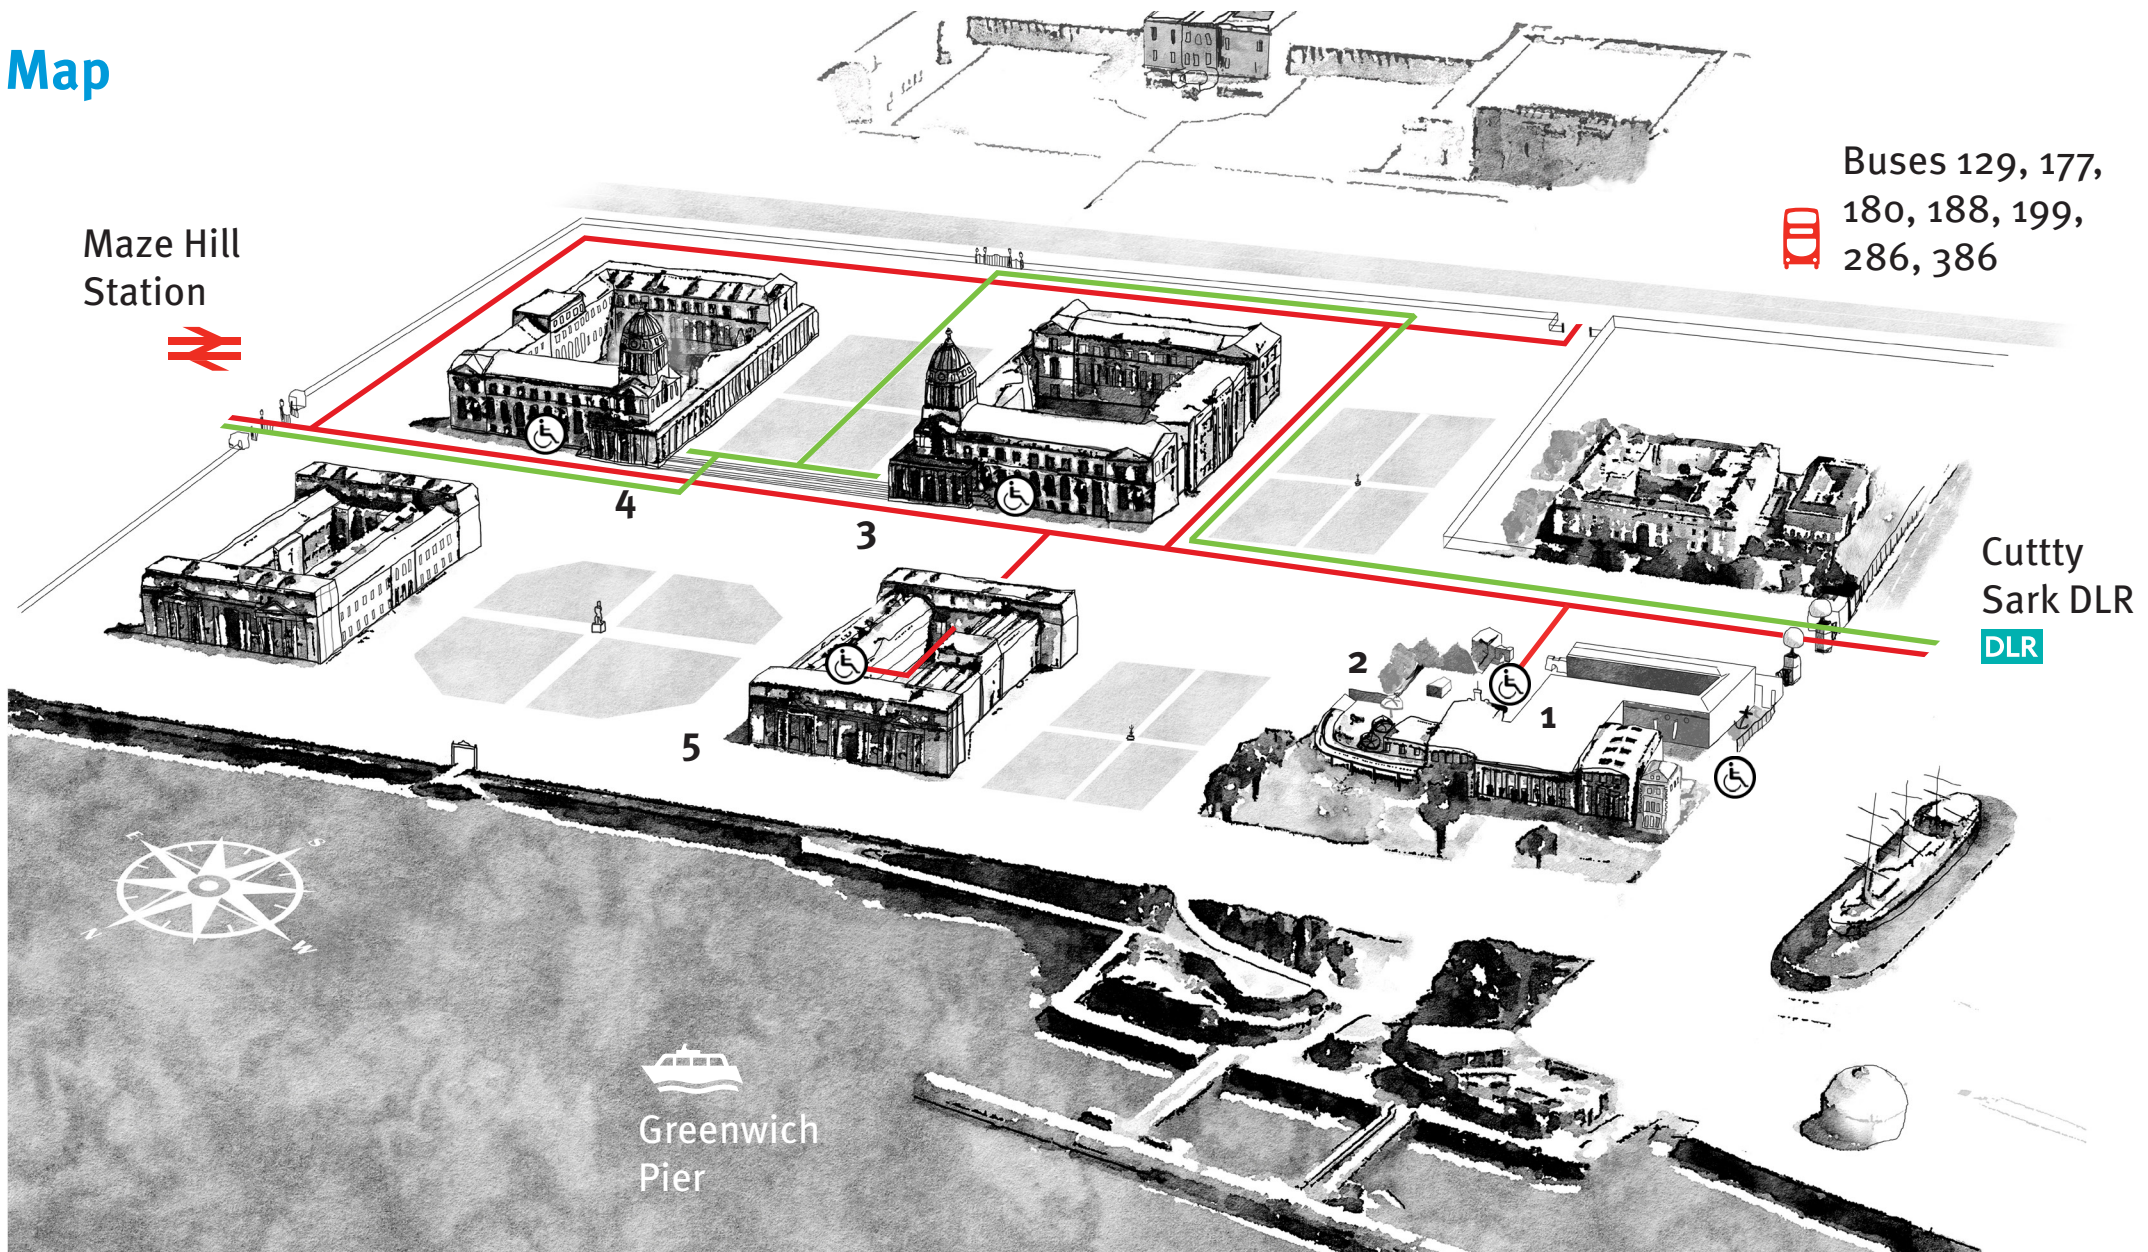 Map
Buses 129, 177,
180, 188, 199,
286, 386
Maze Hill
Station
4
3
Cuttty
Sark DLR
DLR
2
1
5
E
S
N
W
Greenwich
Pier